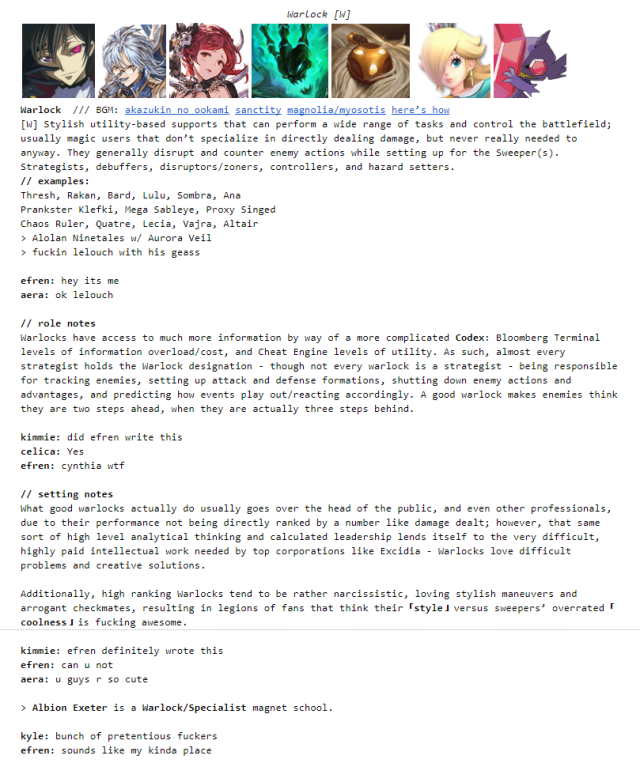 Warlock [W]
Warlock /// BGM: akazukin no ookami sanctity magnolia/myosotis here's how
[W] Stylish utility-based supports that can perform a wide range of tasks and control the battlefield;
usually magic users that don't specialize in directly dealing damage, but never really needed to
anyway. They generally disrupt and counter enemy actions while setting up for the Sweeper(s).
Strategists, debuffers, disruptors/zoners, controllers, and hazard setters.
// examples:
Thresh, Rakan, Bard, Lulu, Sombra, Ana
Prankster Klefki, Mega Sableye, Proxy Singed
Chaos Ruler, Quatre, Lecia, Vajra, Altair
> Alolan Ninetales w/ Aurora Veil
> fuckin lelouch with his geass
efren: hey its me
aera: ok lelouch
// role notes
Warlocks have access to much more information by way of a more complicated Codex: Bloomberg Terminal
levels of information overload/cost, and Cheat Engine levels of utility. As such, almost every
strategist holds the Warlock designation - though not every warlock is a strategist - being responsible
for tracking enemies, setting up attack and defense formations, shutting down enemy actions and
advantages, and predicting how events play out/reacting accordingly. A good warlock makes enemies think
they are two steps ahead, when they are actually three steps behind.
kimmie: did efren write this
celica: Yes
efren: cynthia wtf
// setting notes
What good warlocks actually do usually goes over the head of the public, and even other professionals,
due to their performance not being directly ranked by a number like damage dealt; however, that same
sort of high level analytical thinking and calculated leadership lends itself to the very difficult,
highly paid intellectual work needed by top corporations like Excidia - Warlocks love difficult
problems and creative solutions.
Additionally, high ranking Warlocks tend to be rather narcissistic, loving stylish maneuvers and
arrogant checkmates, resulting in legions of fans that think their 「style」 versus sweepers' overrated 「
coolness」 is fucking awesome.
kimmie: efren definitely wrote this
efren: can u not
aera: u guys r so cute
> Albion Exeter is a Warlock/Specialist magnet school.
kyle: bunch of pretentious fuckers
efren: sounds like my kinda place